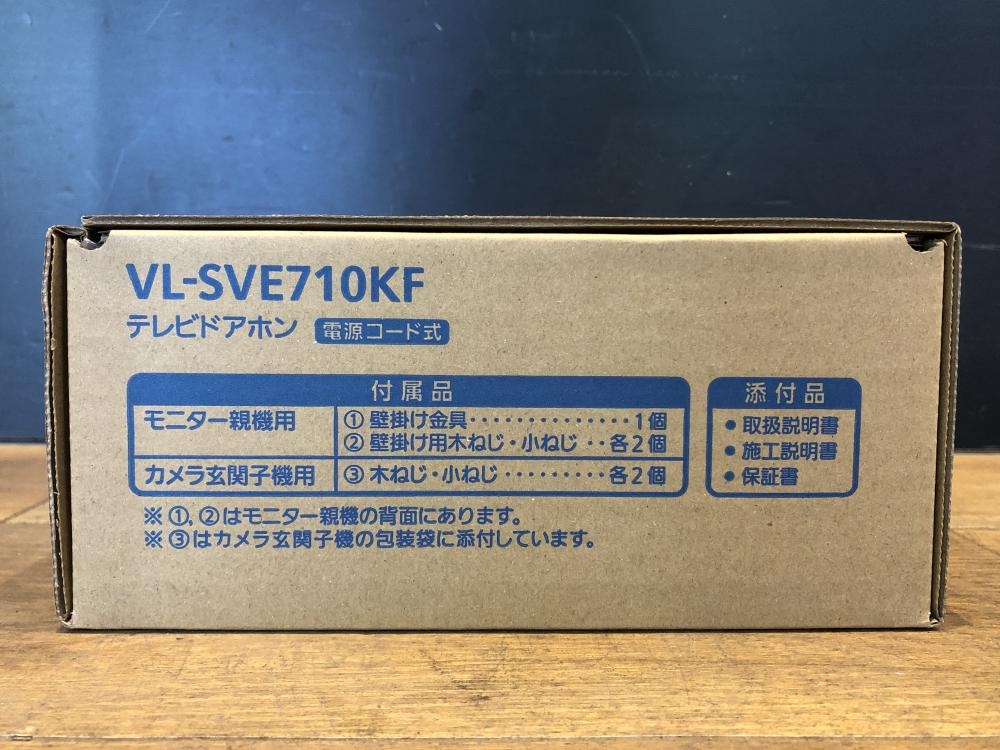 VL-SVE710KF
テレビドアホン 電源コード式
付属品
モニター親機用 ① 壁掛け金具・・・・・・・・・・・・・・・1個
② 壁掛け用木ねじ・小ねじ・・各2個
カメラ玄関子機用 ③ 木ねじ・小ねじ・・・・・・・・・・各2個
※ ①, ②はモニター親機の背面にあります。
※ ③はカメラ玄関子機の包装袋に添付しています。
添付品
● 取扱説明書
● 施工説明書
● 保証書